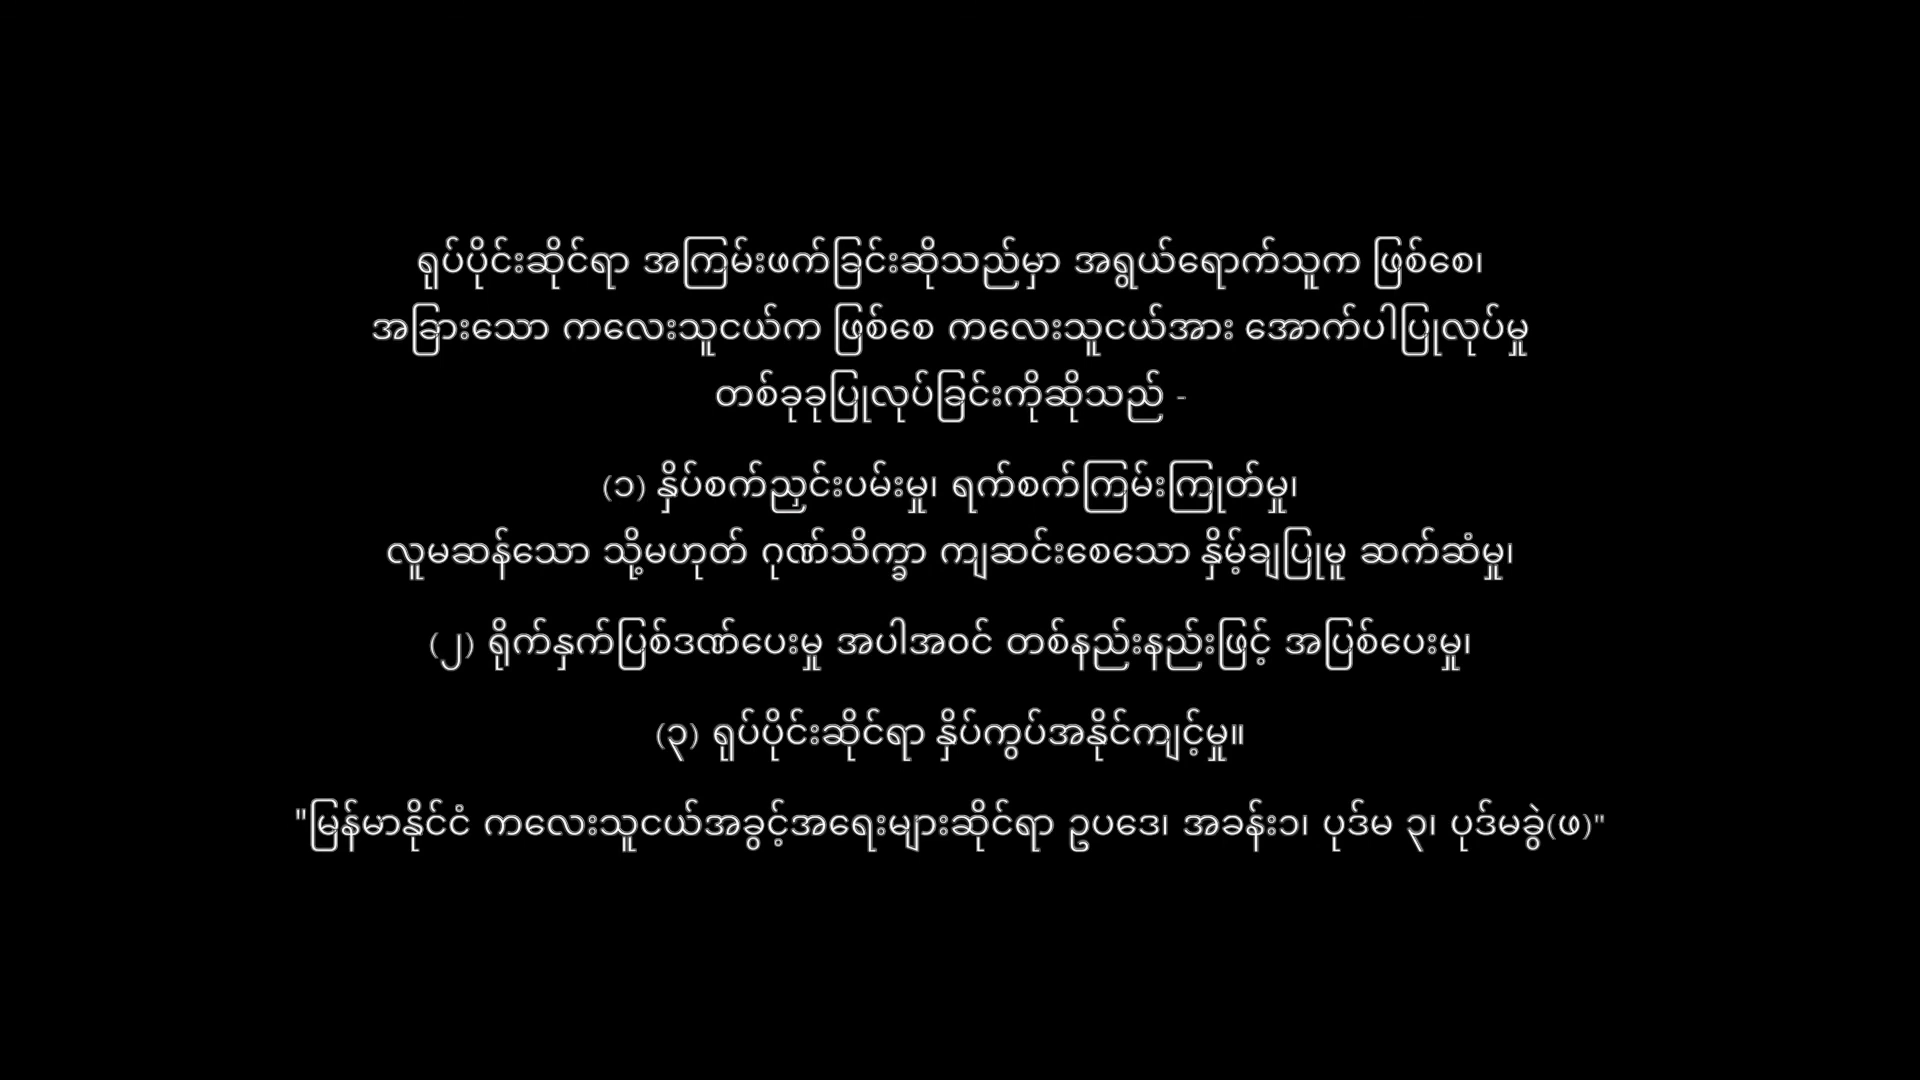 ရုပ်ပိုင်းဆိုင်ရာ အကြမ်းဖက်ခြင်းဆိုသည်မှာ အရွယ်ရောက်သူက ဖြစ်စေ၊
အခြားသော ကလေးသူငယ်က ဖြစ်စေ ကလေးသူငယ်အား အောက်ပါပြုလုပ်မှု
တစ်ခုခုပြုလုပ်ခြင်းကိုဆိုသည် -
(၁) နှိပ်စက်ညှင်းပမ်းမှု၊ ရက်စက်ကြမ်းကြုတ်မှု၊
လူမဆန်သော သို့မဟုတ် ဂုဏ်သိက္ခာ ကျဆင်းစေသော နှိမ့်ချပြုမူ ဆက်ဆံမှု၊
(၂) ရိုက်နှက်ပြစ်ဒဏ်ပေးမှု အပါအဝင် တစ်နည်းနည်းဖြင့် အပြစ်ပေးမှု၊
(၃) ရုပ်ပိုင်းဆိုင်ရာ နှိပ်ကွပ်အနိုင်ကျင့်မှု။
"မြန်မာနိုင်ငံ ကလေးသူငယ်အခွင့်အရေးများဆိုင်ရာ ဥပဒေ၊ အခန်း၁၊ ပုဒ်မ ၃၊ ပုဒ်မခွဲ(ဖ)"